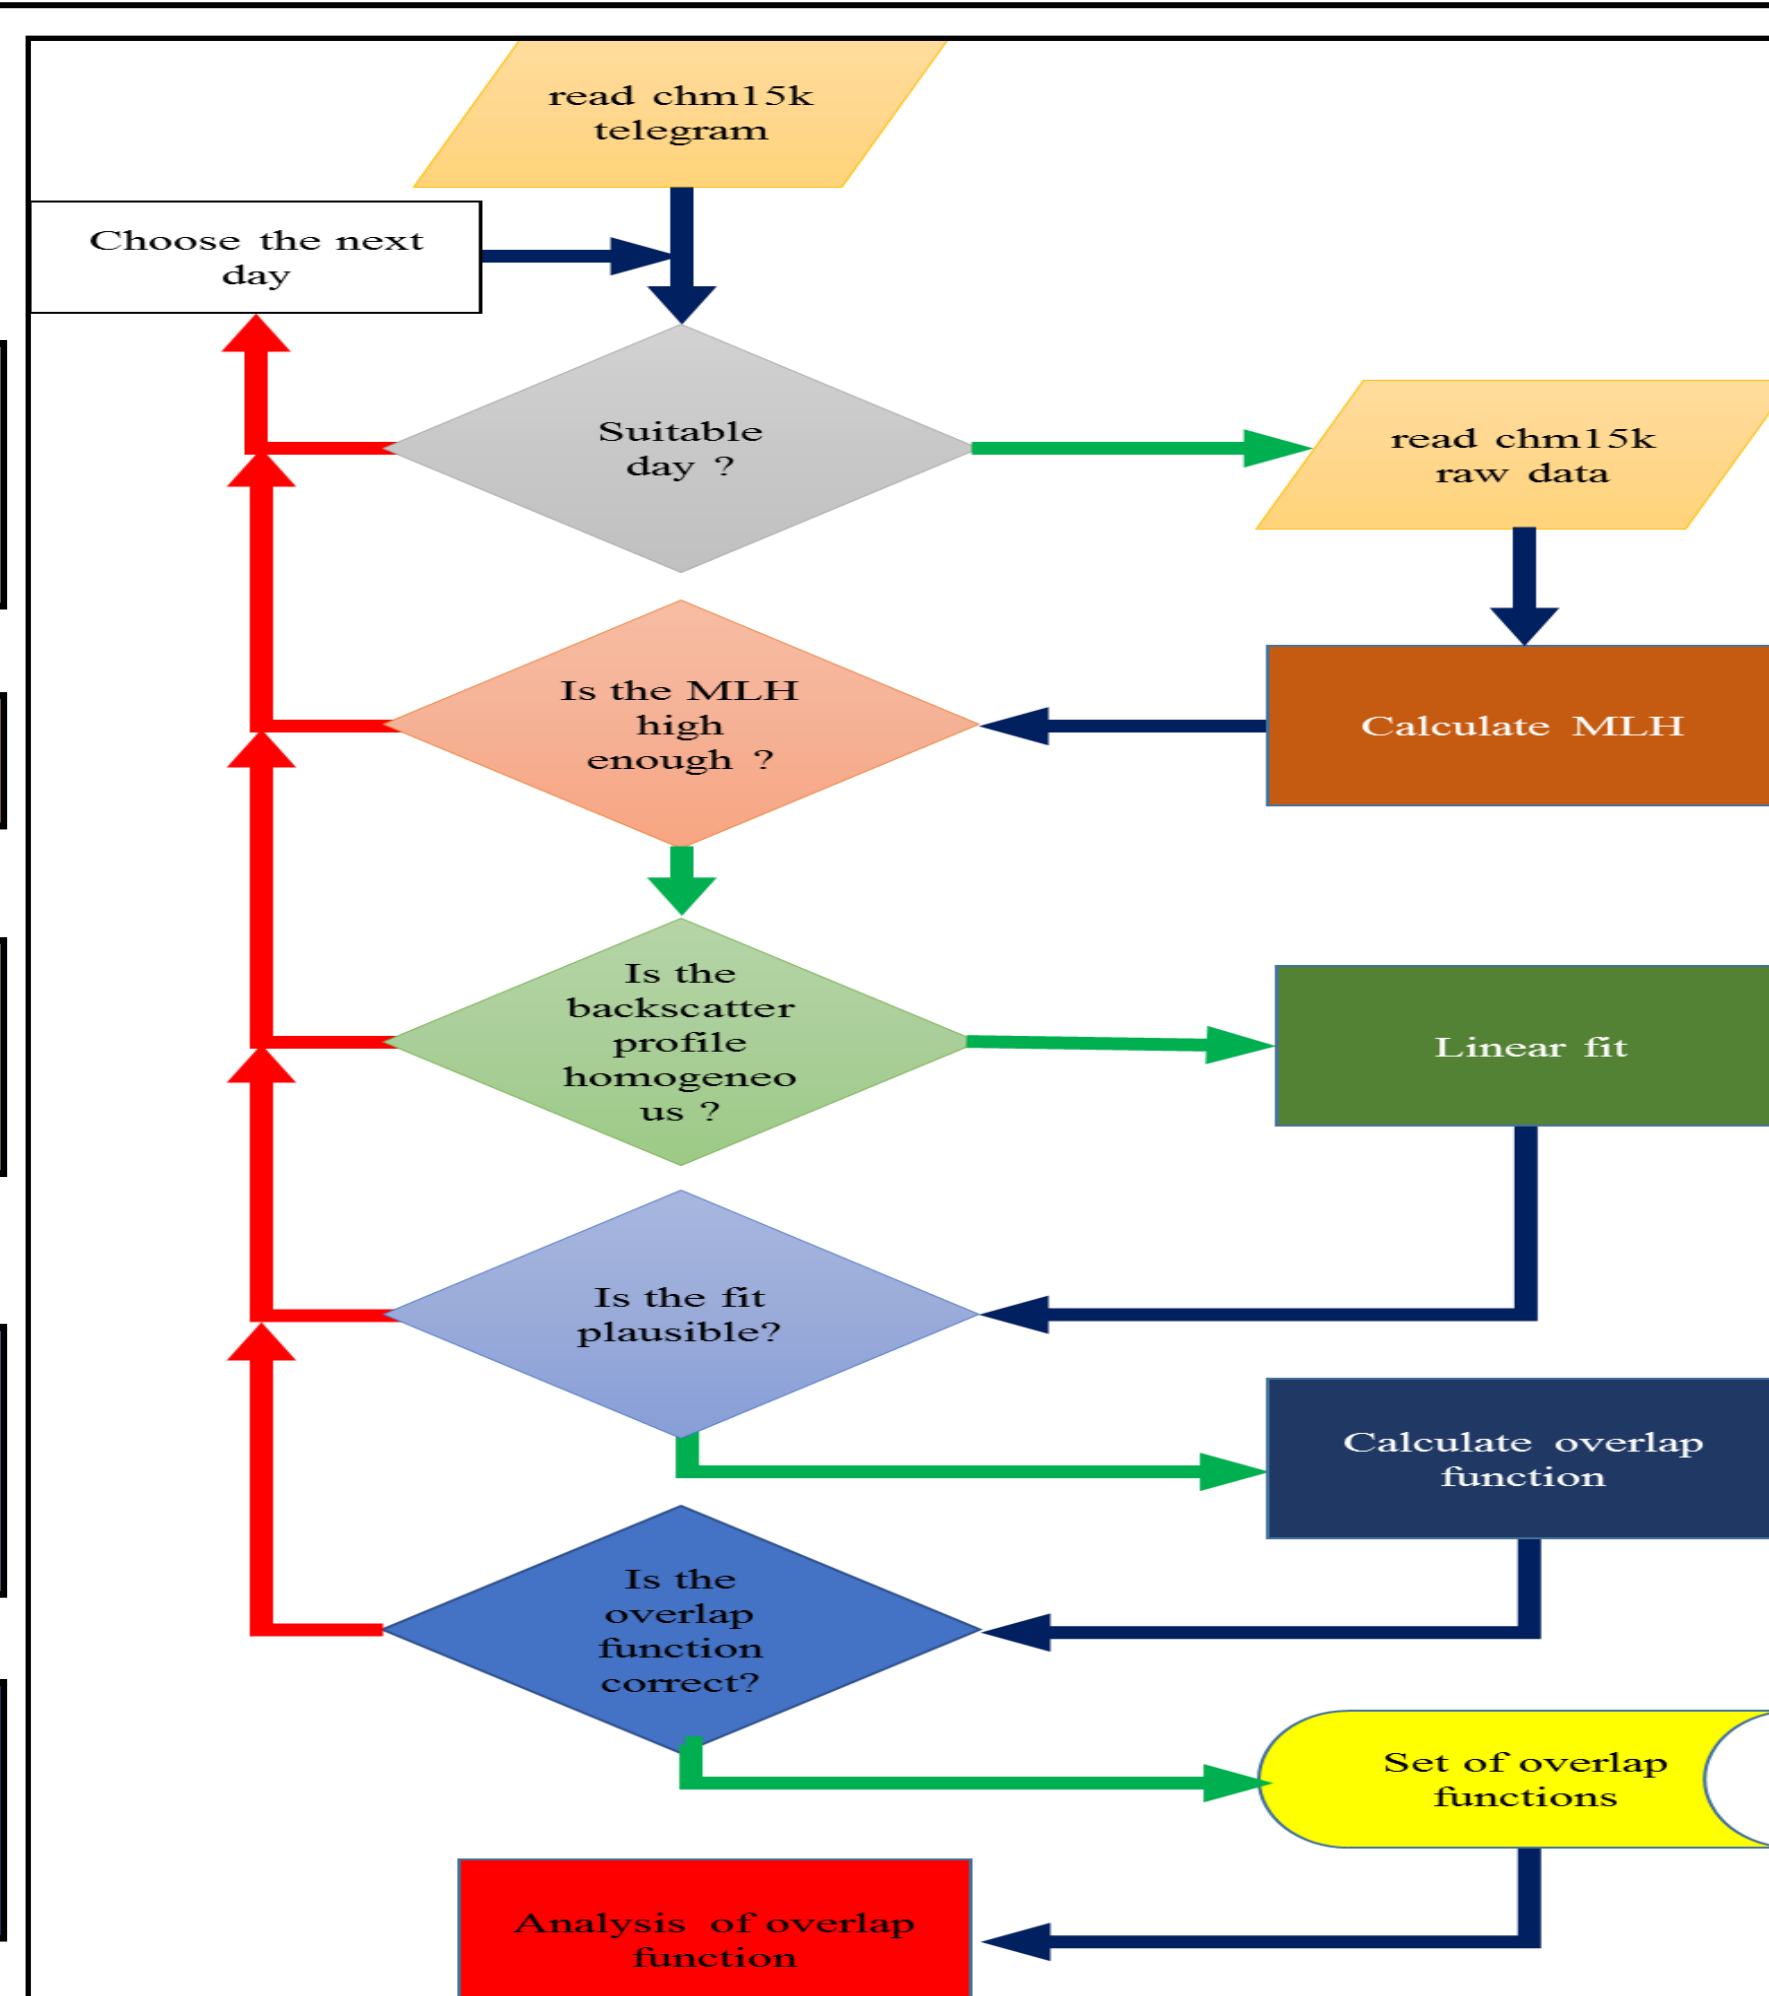 read chm15k
telegram
Choose the next
day
Suitable
day ?
read chm15k
raw data
Is the MLH
high
enough ?
Calculate MLH
Is the
backscatter
profile
homogeneo
us ?
Linear fit
Is the fit
plausible?
Calculate overlap
function
Is the
overlap
function
correct?
Set of overlap
functions
Analysis of overlap
function